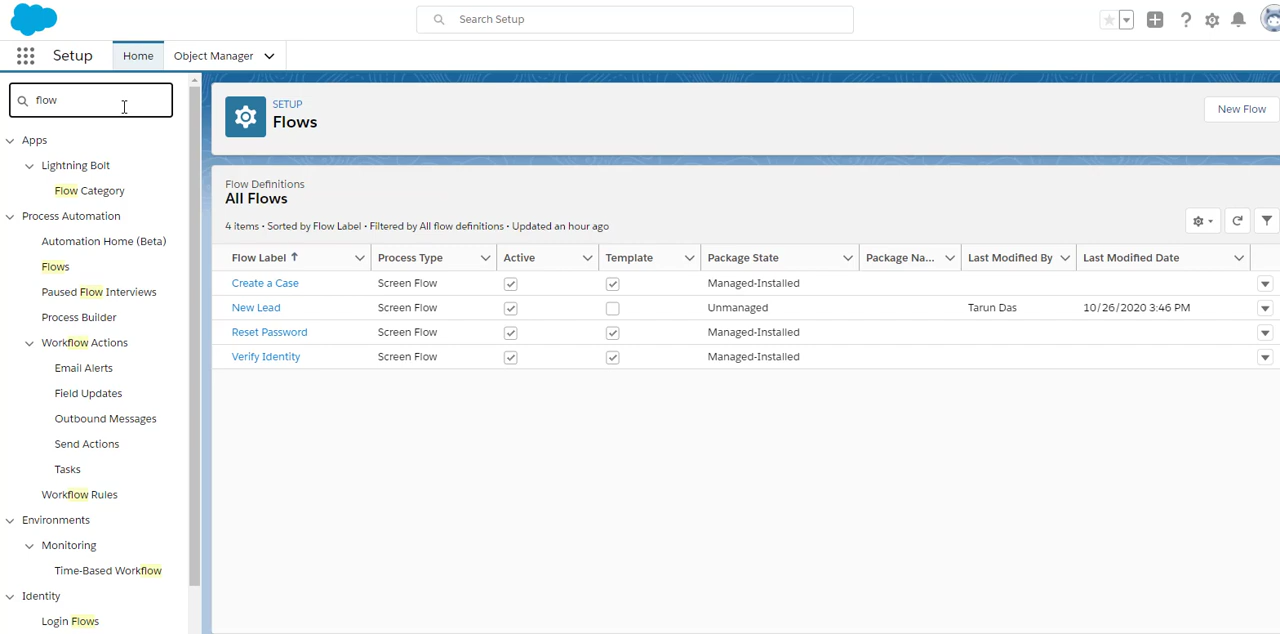 Search Setup
Setup
Home
Object Manager
flow
Apps
Lightning Bolt
Flow Category
Process Automation
Automation Home (Beta)
Flows
Paused Flow Interviews
Process Builder
Workflow Actions
Email Alerts
Field Updates
Outbound Messages
Send Actions
Tasks
Workflow Rules
Environments
Monitoring
Time-Based Workflow
Identity
Login Flows
SETUP
Flows
New Flow
Flow Definitions
All Flows
4 items • Sorted by Flow Label • Filtered by All flow definitions • Updated an hour ago
Flow Label ↑ Process Type Active Template Package State Package Na... Last Modified By Last Modified Date
Create a Case Screen Flow Managed-Installed
New Lead Screen Flow Unmanaged Tarun Das 10/26/2020 3:46 PM
Reset Password Screen Flow Managed-Installed
Verify Identity Screen Flow Managed-Installed